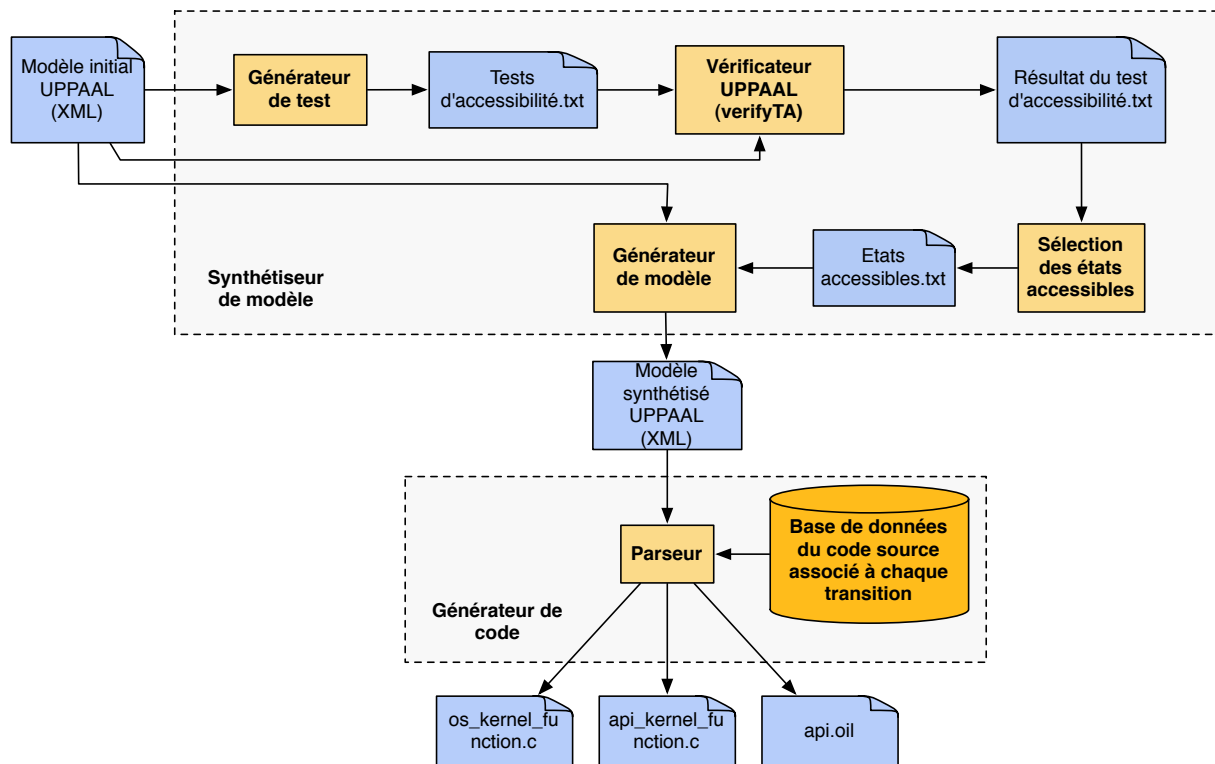 Modèle initial
UPPAAL
(XML)
Générateur
de test
Tests
d'accessibilité.txt
Vérificateur
UPPAAL
(verifyTA)
Résultat du test
d'accessibilité.txt
Synthétiseur
de modèle
Générateur
de modèle
Etats
accessibles.txt
Sélection
des états
accessibles
Modèle
synthétisé
UPPAAL
(XML)
Parseur
Base de données
du code source
associé à chaque
transition
Générateur de
code
os_kernel_fu
nction.c
api_kernel_fu
nction.c
api.oil